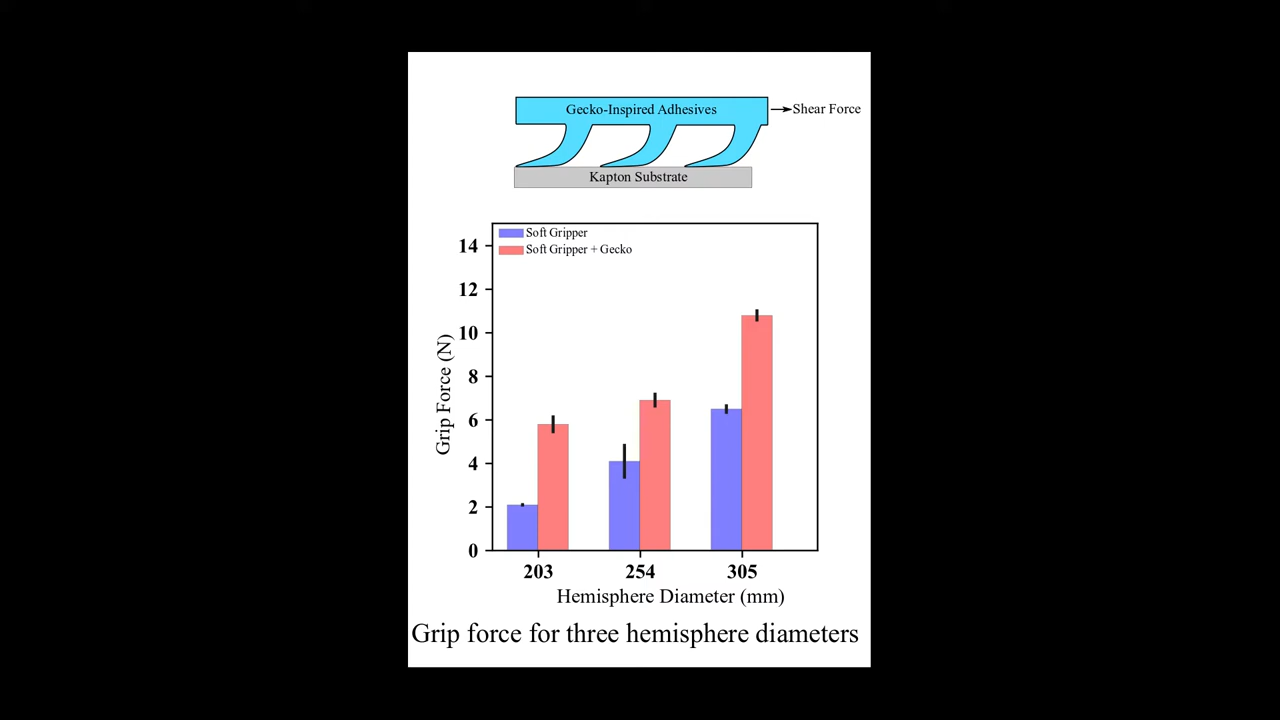 Gecko-Inspired Adhesives
Shear Force
Kapton Substrate
Soft Gripper
Soft Gripper + Gecko
14
12
10
8
6
4
2
0
Grip Force (N)
203 254 305
Hemisphere Diameter (mm)
Grip force for three hemisphere diameters